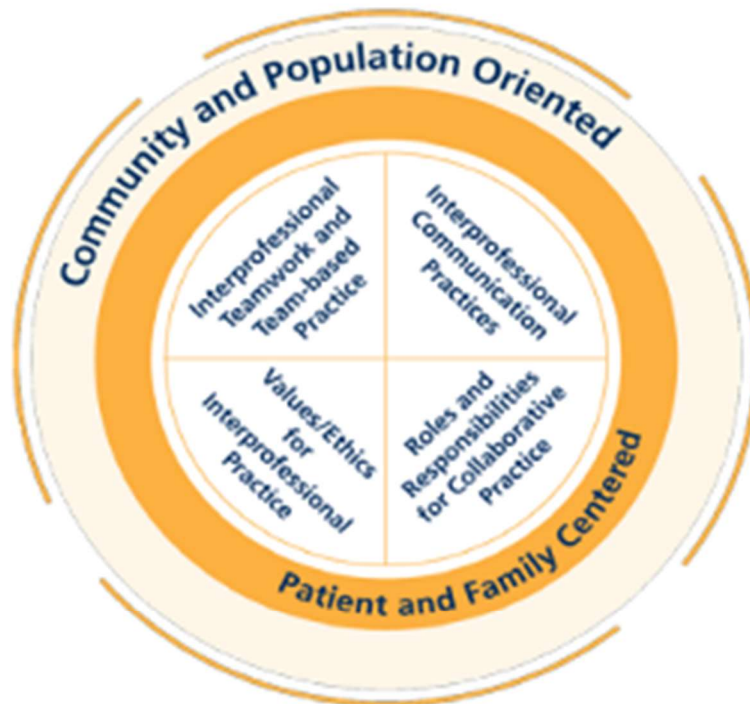 Community and Population Oriented
Interprofessional
Teamwork and
Team-based
Practice
Interprofessional
Communication
Practices
Values/Ethics
for
Interprofessional
Practice
Roles and
Responsibilities
for Collaborative
Practice
Patient and Family Centered